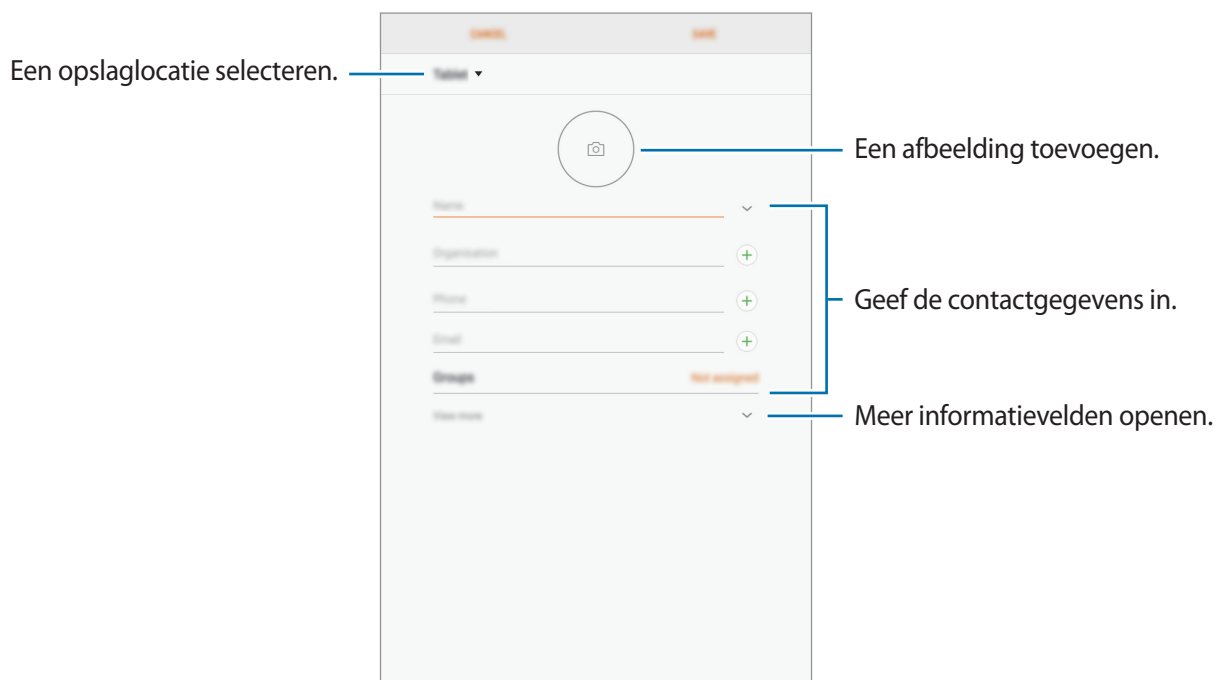 CANCEL SAVE
Een opslaglocatie selecteren.
Tablet
Een afbeelding toevoegen.
Name
Organisation
Phone
Geef de contactgegevens in.
Email
Groups Not assigned
View more
Meer informatievelden openen.